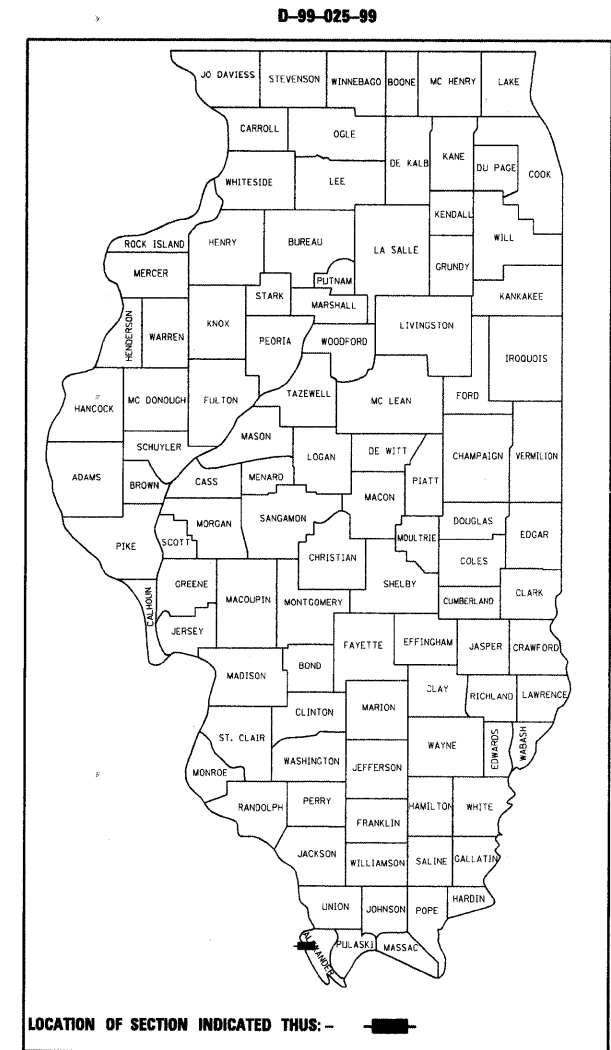 D-99-025-99
JO DAVIESS STEVENSON WINNEBAGO BOONE MC HENRY LAKE
CARROLL OGLE
DE KALB KANE DU PAGE COOK
WHITESIDE LEE
KENDALL
ROCK ISLAND HENRY BUREAU LA SALLE WILL
MERCER PUTNAM GRUNDY
STARK MARSHALL KANKAKEE
HENDERSON WARREN KNOX PEORIA WOODFORD LIVINGSTON
IROQUOIS
HANCOCK MC DONOUGH FULTON TAZEWELL MC LEAN FORD
MASON
SCHUYLER LOGAN DE WITT CHAMPAIGN VERMILION
ADAMS BROWN CASS MENARD PIATT
MACON
PIKE SCOTT MORGAN SANGAMON MOULTRIE DOUGLAS EDGAR
CHRISTIAN COLES
CALHOUN GREENE MACOUPIN MONTGOMERY SHELBY CUMBERLAND CLARK
JERSEY
FAYETTE EFFINGHAM JASPER CRAWFORD
MADISON BOND
CLAY RICHLAND LAWRENCE
CLINTON MARION
ST. CLAIR WAYNE EDWARDS WABASH
MONROE WASHINGTON JEFFERSON
RANDOLPH PERRY HAMILTON WHITE
FRANKLIN
JACKSON WILLIAMSON SALINE GALLATIN
UNION JOHNSON POPE HARDIN
ALEXANDER PULASKI MASSAC
LOCATION OF SECTION INDICATED THUS: –